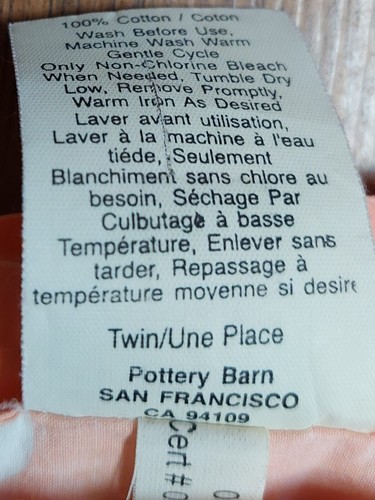 100% Cotton / Coton
Wash Before Use,
Machine Wash Warm
Gentle Cycle
Only Non-Chlorine Bleach
When Needed, Tumble Dry
Low, Remove Promptly,
Warm Iron As Desired
Laver avant utilisation,
Laver à la machine à l'eau
tiéde, Seulement
Blanchiment sans chlore au
besoin, Séchage Par
Culbutage à basse
Température, Enlever sans
tarder, Repassage à
température moyenne si desire
Twin/Une Place
Pottery Barn
SAN FRANCISCO
CA 94109
Cert #0